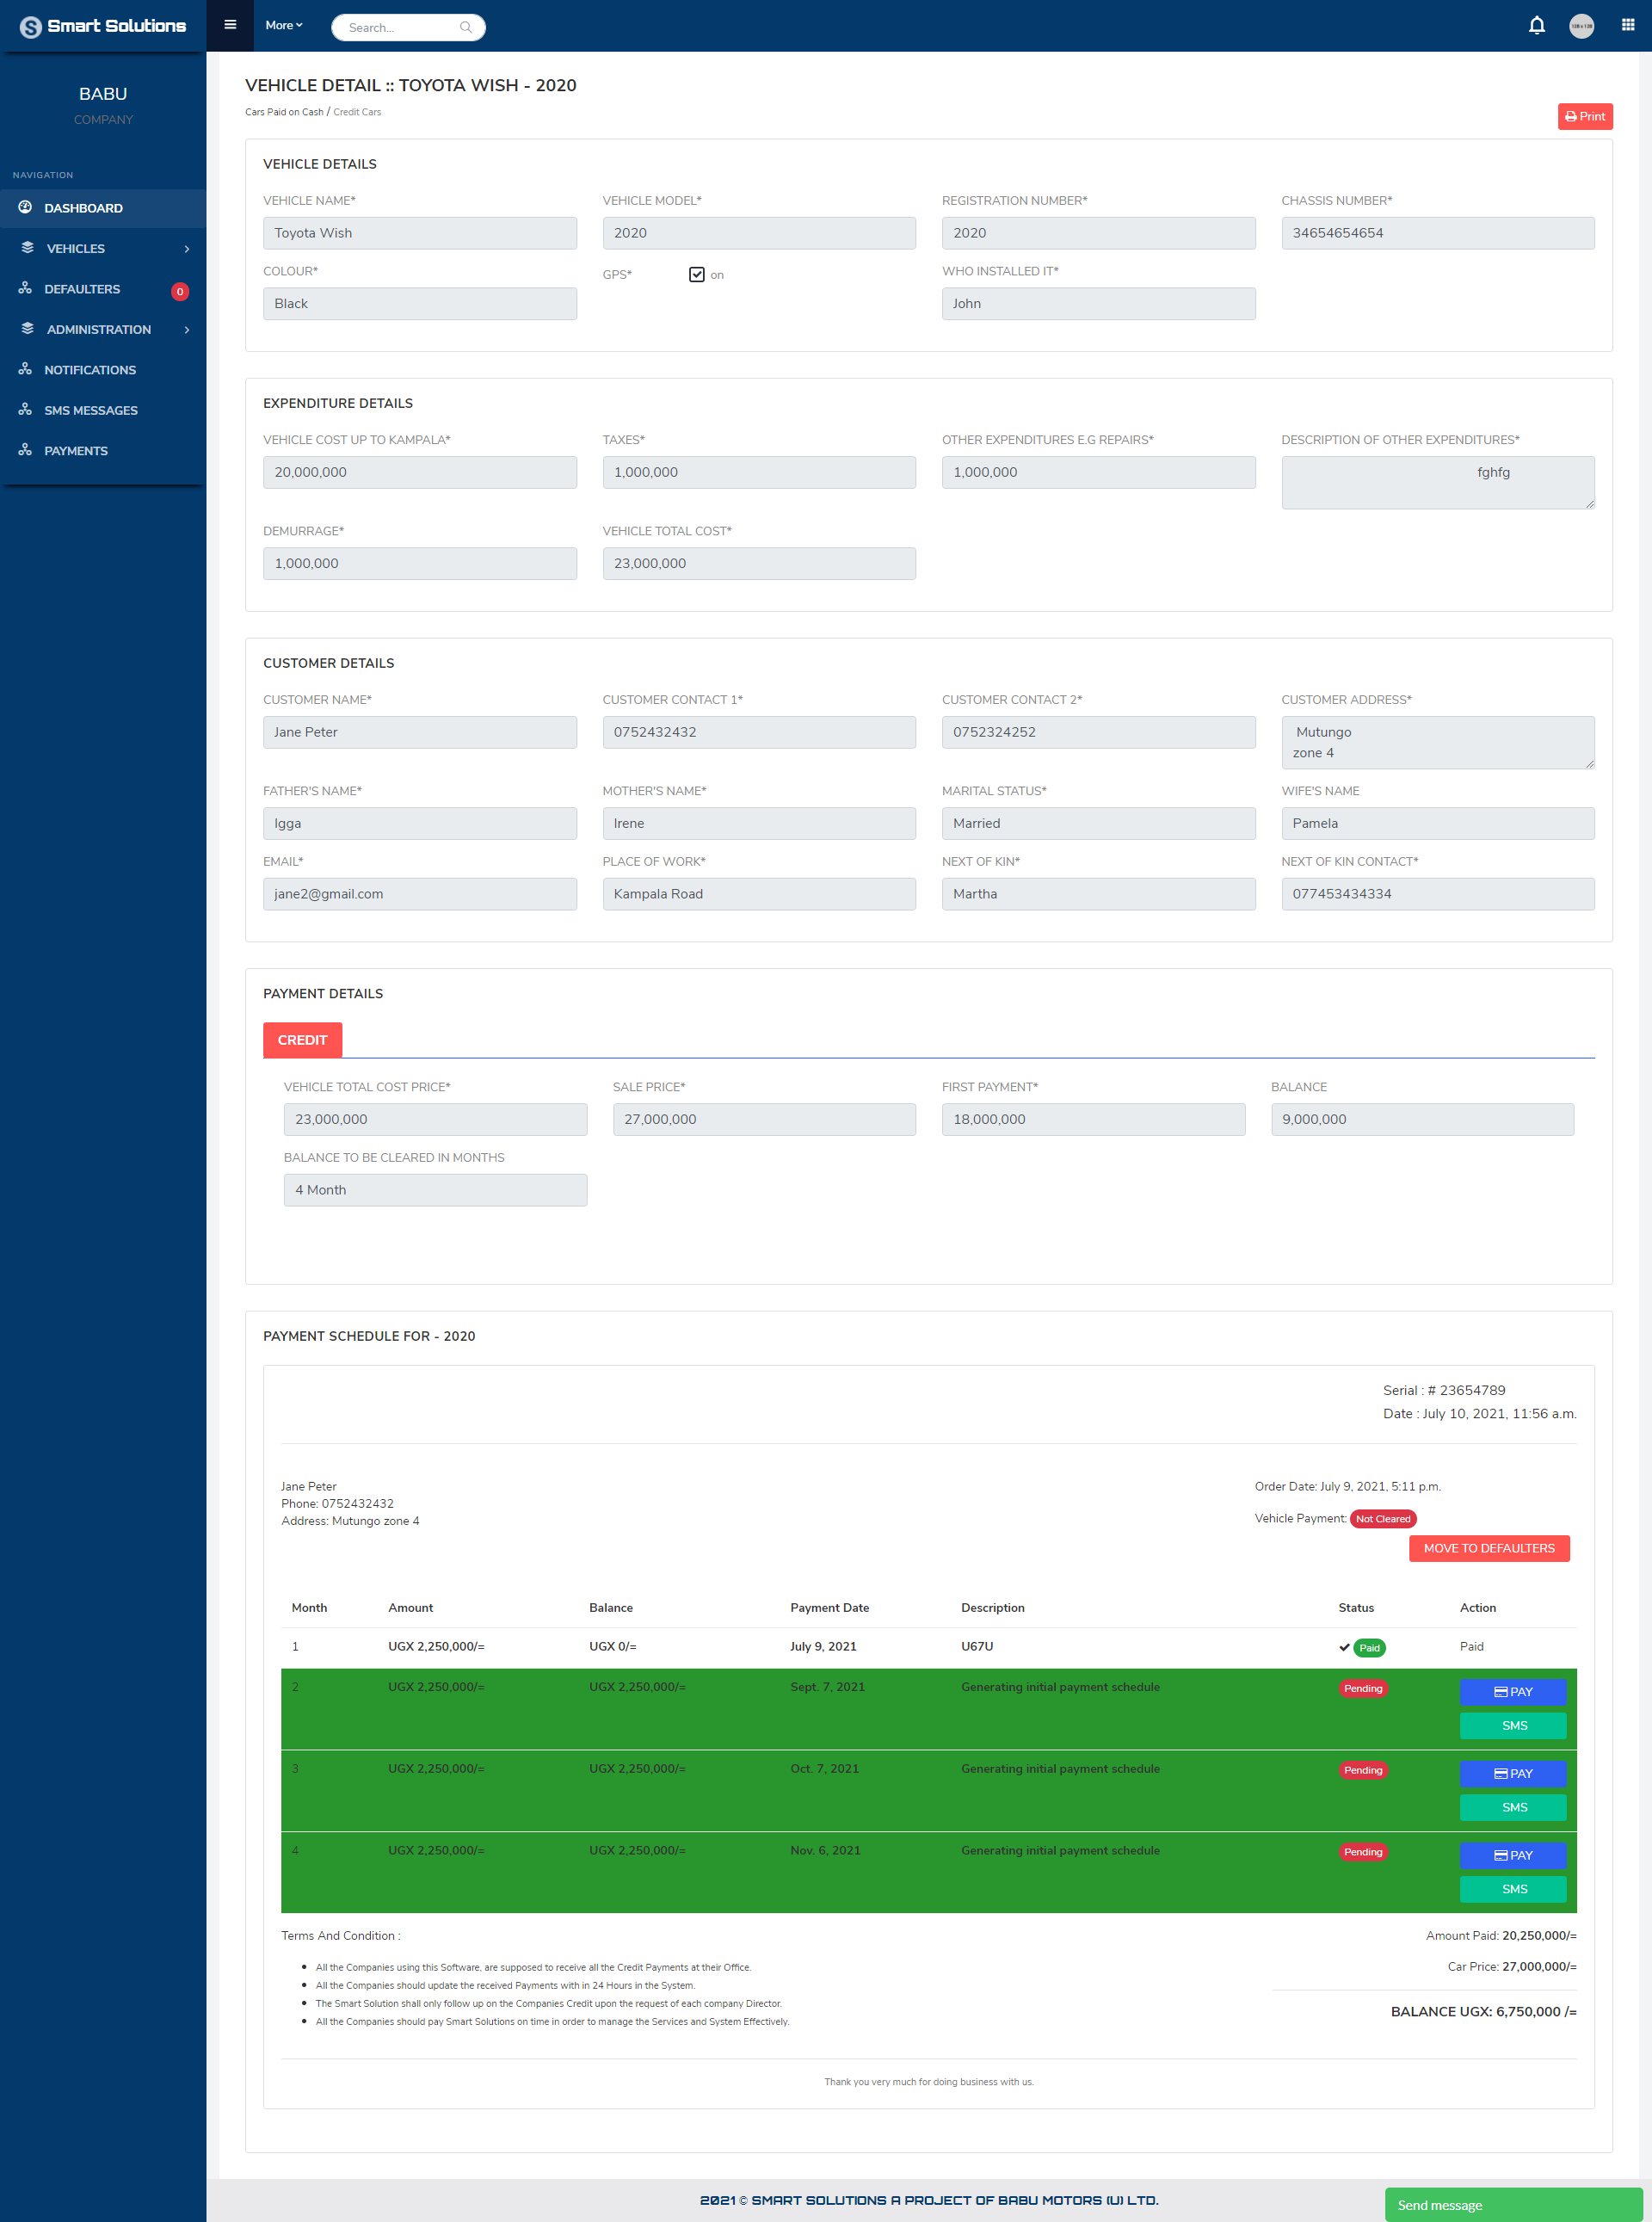 Smart Solutions
More
Search...
Print
BABU
COMPANY
NAVIGATION
DASHBOARD
VEHICLES
DEFAULTERS 0
ADMINISTRATION
NOTIFICATIONS
SMS MESSAGES
PAYMENTS
VEHICLE DETAIL :: TOYOTA WISH - 2020
Cars Paid on Cash / Credit Cars
VEHICLE DETAILS
VEHICLE NAME* VEHICLE MODEL* REGISTRATION NUMBER* CHASSIS NUMBER*
Toyota Wish 2020 2020 34654654654
COLOUR* GPS* on WHO INSTALLED IT*
Black John
EXPENDITURE DETAILS
VEHICLE COST UP TO KAMPALA* TAXES* OTHER EXPENDITURES E.G REPAIRS* DESCRIPTION OF OTHER EXPENDITURES*
20,000,000 1,000,000 1,000,000 fghfg
DEMURRAGE* VEHICLE TOTAL COST*
1,000,000 23,000,000
CUSTOMER DETAILS
CUSTOMER NAME* CUSTOMER CONTACT 1* CUSTOMER CONTACT 2* CUSTOMER ADDRESS*
Jane Peter 0752432432 0752324252 Mutungo
zone 4
FATHER'S NAME* MOTHER'S NAME* MARITAL STATUS* WIFE'S NAME
Igga Irene Married Pamela
EMAIL* PLACE OF WORK* NEXT OF KIN* NEXT OF KIN CONTACT*
jane2@gmail.com Kampala Road Martha 077453434334
PAYMENT DETAILS
CREDIT
VEHICLE TOTAL COST PRICE* SALE PRICE* FIRST PAYMENT* BALANCE
23,000,000 27,000,000 18,000,000 9,000,000
BALANCE TO BE CLEARED IN MONTHS
4 Month
PAYMENT SCHEDULE FOR - 2020
Serial : # 23654789
Date : July 10, 2021, 11:56 a.m.
Jane Peter
Phone: 0752432432
Address: Mutungo zone 4
Order Date: July 9, 2021, 5:11 p.m.
Vehicle Payment: Not Cleared
MOVE TO DEFAULTERS
Month Amount Balance Payment Date Description Status Action
1 UGX 2,250,000/= UGX 0/= July 9, 2021 U67U Paid Paid
2 UGX 2,250,000/= UGX 2,250,000/= Sept. 7, 2021 Generating initial payment schedule Pending PAY
SMS
3 UGX 2,250,000/= UGX 2,250,000/= Oct. 7, 2021 Generating initial payment schedule Pending PAY
SMS
4 UGX 2,250,000/= UGX 2,250,000/= Nov. 6, 2021 Generating initial payment schedule Pending PAY
SMS
Terms And Condition :
All the Companies using this Software, are supposed to receive all the Credit Payments at their Office.
All the Companies should update the received Payments with in 24 Hours in the System.
The Smart Solution shall only follow up on the Companies Credit upon the request of each company Director.
All the Companies should pay Smart Solutions on time in order to manage the Services and System Effectively.
Amount Paid: 20,250,000/=
Car Price: 27,000,000/=
BALANCE UGX: 6,750,000 /=
Thank you very much for doing business with us.
2021 © SMART SOLUTIONS A PROJECT OF BABU MOTORS (U) LTD.
Send message